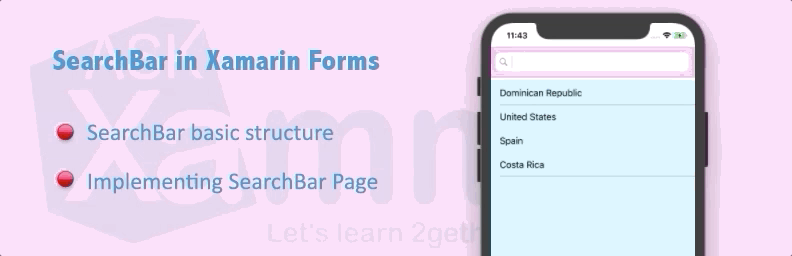 SearchBar in Xamarin Forms
SearchBar basic structure
Implementing SearchBar Page
11:43
Dominican Republic
United States
Spain
Costa Rica
ASK
Xamn
Let's learn 2geth